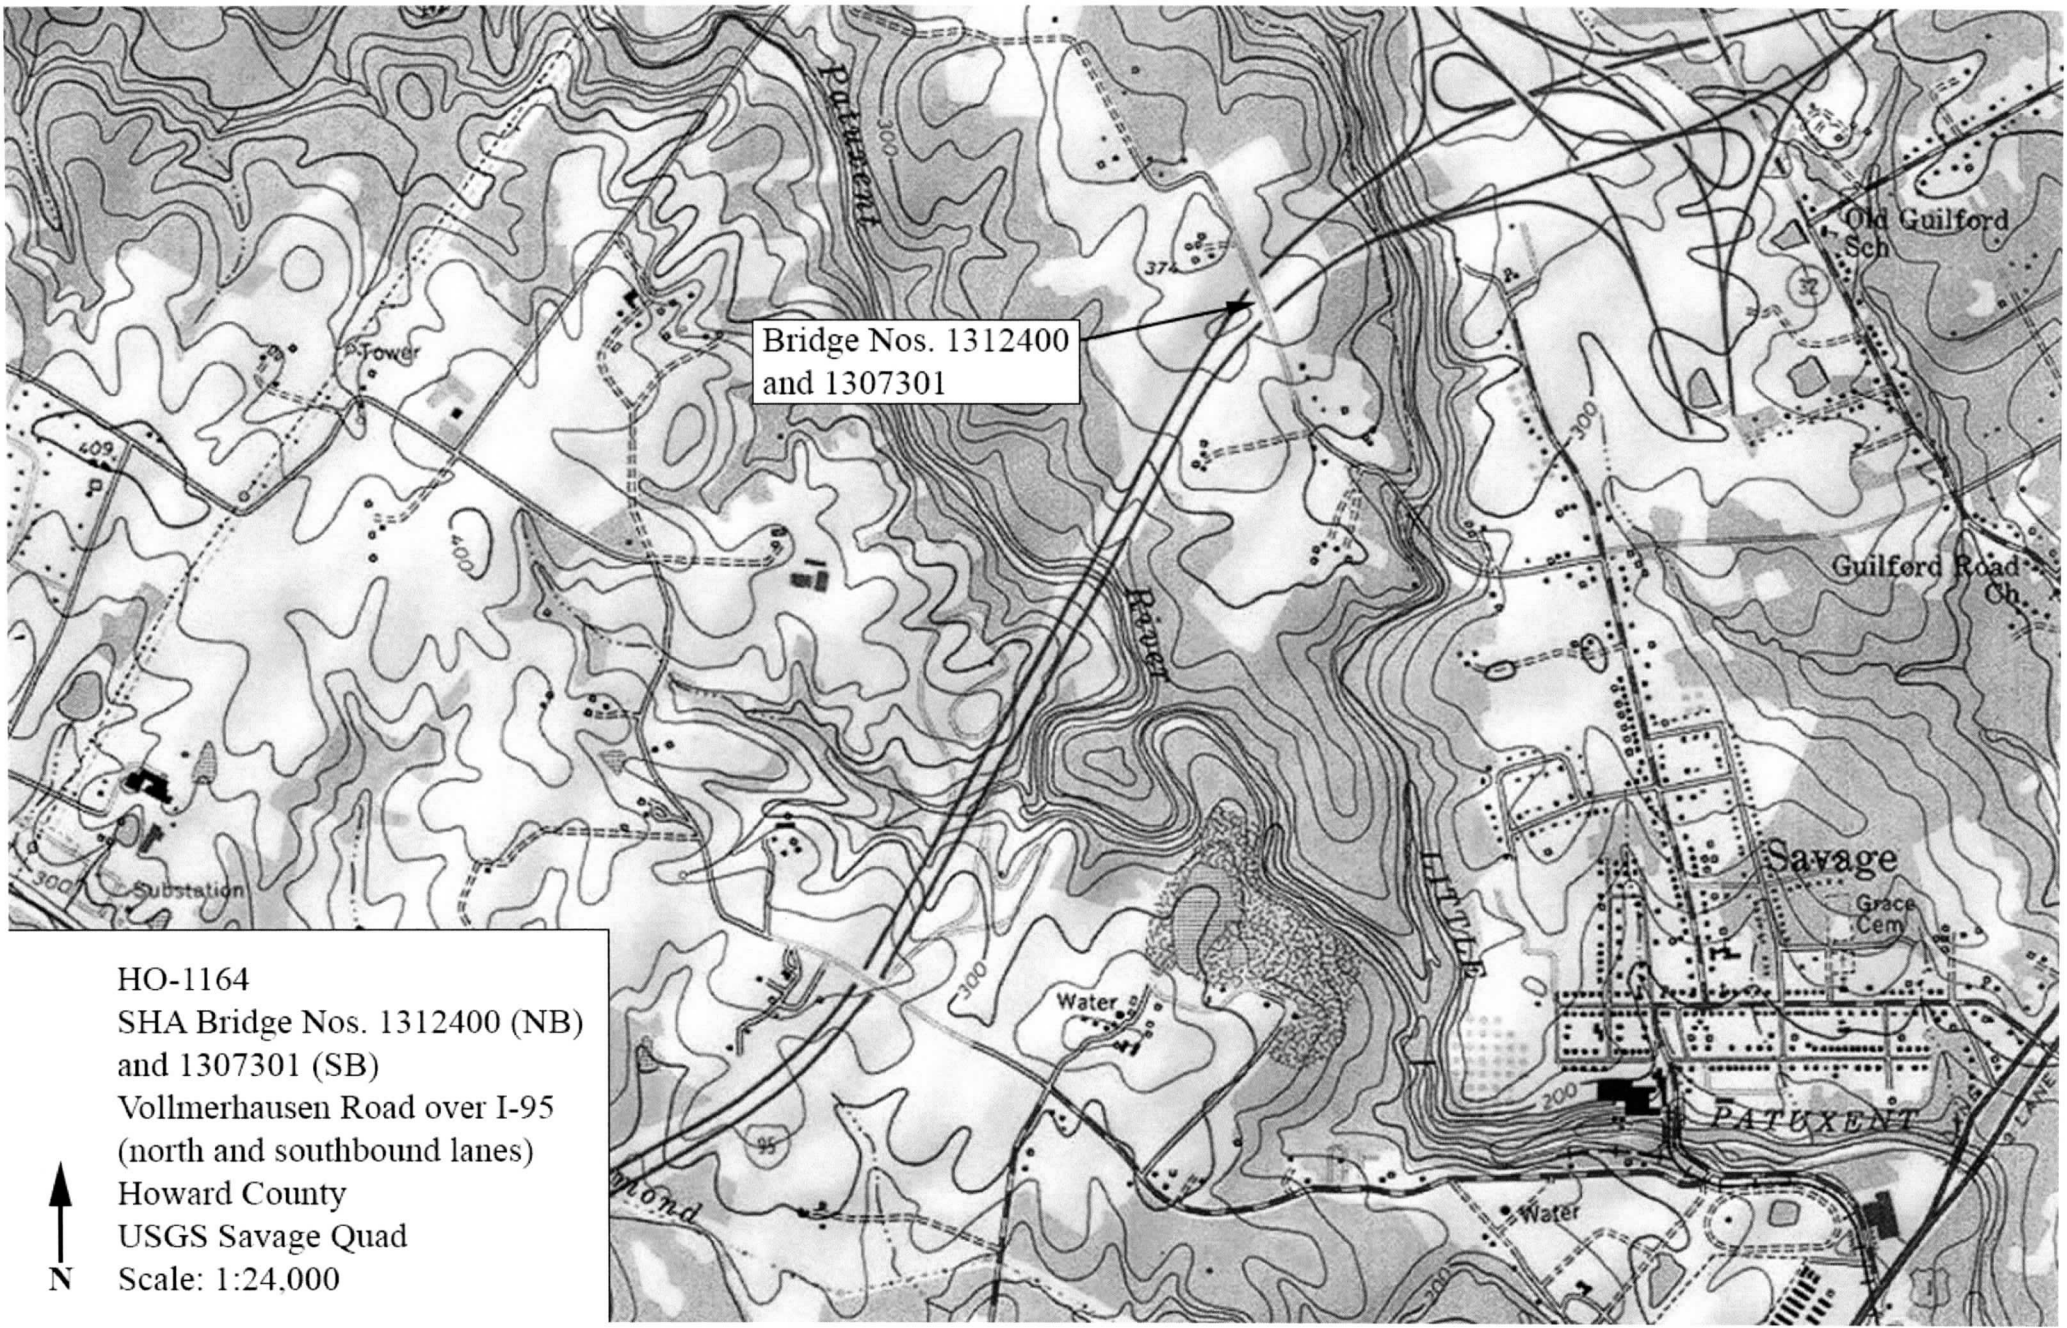 Patuxent
300
Old Guilford
Sch
374
32
Bridge Nos. 1312400
and 1307301
Tower
409
300
400
Guilford Road
Ch
River
Savage
Grace
Cem
LITTLE
300
Substation
300
Water
200
PATUXENT
LANE
95
mond
Water
200
1
HO-1164
SHA Bridge Nos. 1312400 (NB)
and 1307301 (SB)
Vollmerhausen Road over I-95
(north and southbound lanes)
Howard County
USGS Savage Quad
N Scale: 1:24,000